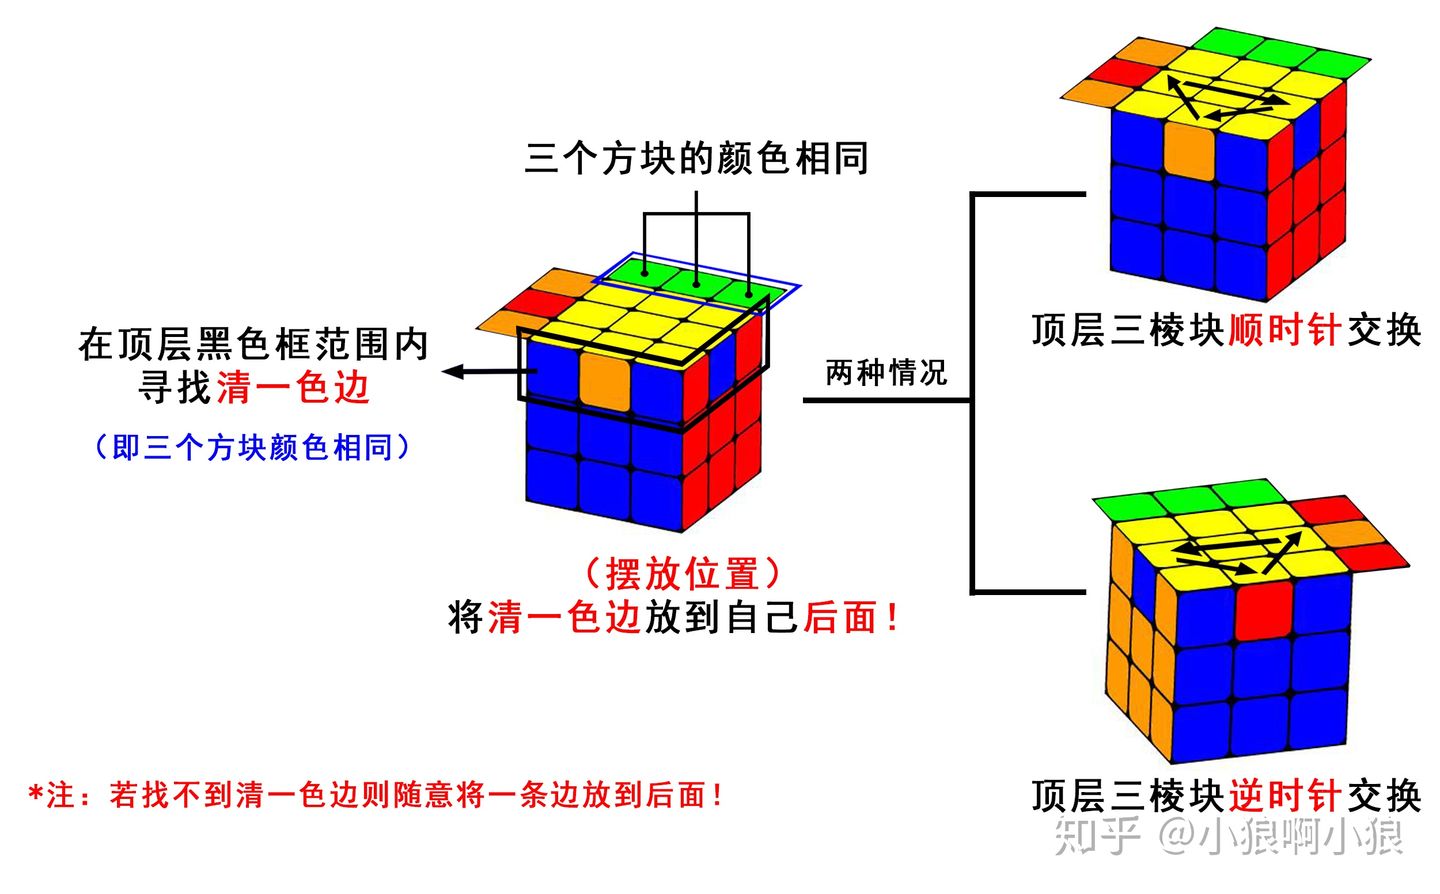 三个方块的颜色相同
在顶层黑色框范围内
寻找清一色边
（即三个方块颜色相同）
两种情况
顶层三棱块顺时针交换
（摆放位置）
将清一色边放到自己后面！
*注：若找不到清一色边则随意将一条边放到后面！
顶层三棱块逆时针交换
知乎 @小狼啊小狼